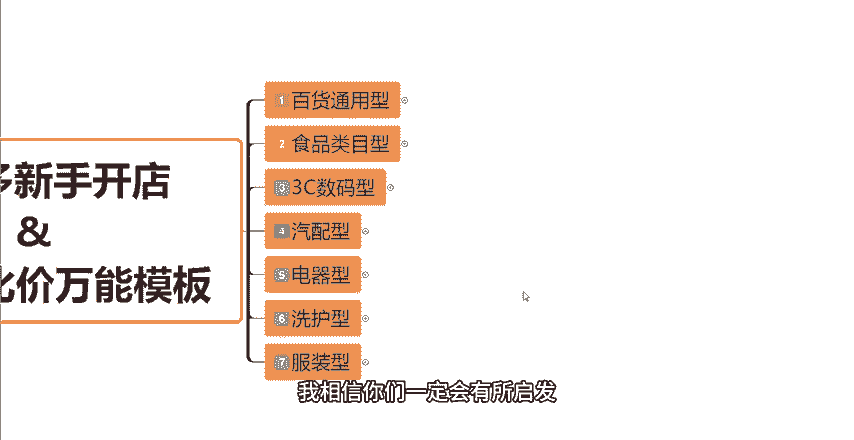 多新手开店
&
比价万能模板
1 百货通用型
2 食品类目型
3 3C数码型
4 汽配型
5 电器型
6 洗护型
7 服装型
我相信你们一定会有所启发